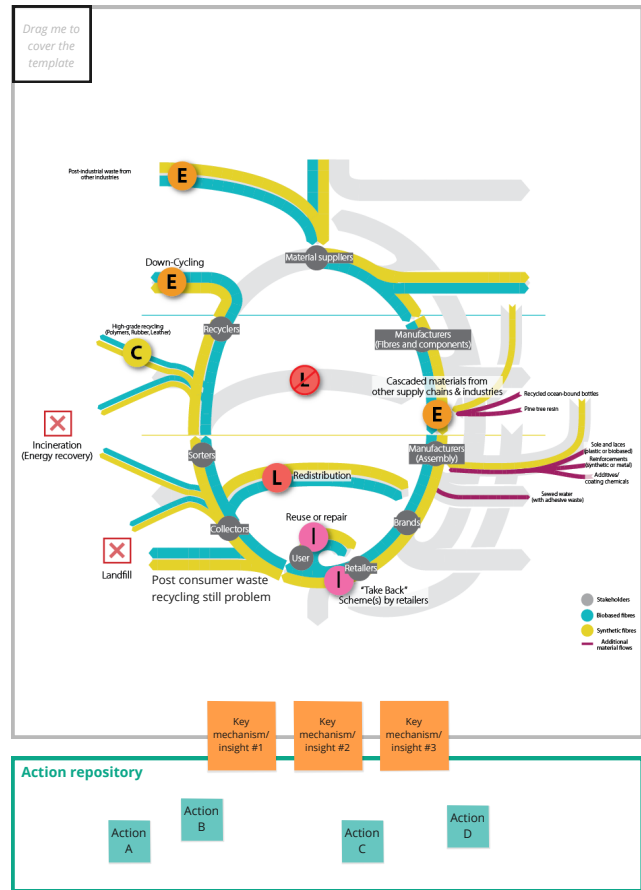 Drag me to
cover the
template
Post-industrial waste from
other industries
E
Material suppliers
Down-Cycling
E
Recyclers
High-grade recycling
(Polymers, Rubber, Leather)
C
Manufacturers
(Fibres and components)
L
Cascaded materials from
other supply chains & industries
E
Recycled ocean-bound bottles
Pine tree resin
Incineration
(Energy recovery)
Sorters
Manufacturers
(Assembly)
Sole and laces
(plastic or biobased)
Reinforcements
(synthetic or metal)
Additives/
coating chemicals
L
Redistribution
Sewed water
(with adhesive waste)
Collectors
Reuse or repair
I
Brands
User
Landfill
Post consumer waste
recycling still problem
I
Retailers
"Take Back"
Scheme(s) by retailers
Stakeholders
Biobased fibres
Synthetic fibres
Additional
material flows
Key
mechanism/
insight #1
Key
mechanism/
insight #2
Key
mechanism/
insight #3
Action repository
Action
A
Action
B
Action
C
Action
D